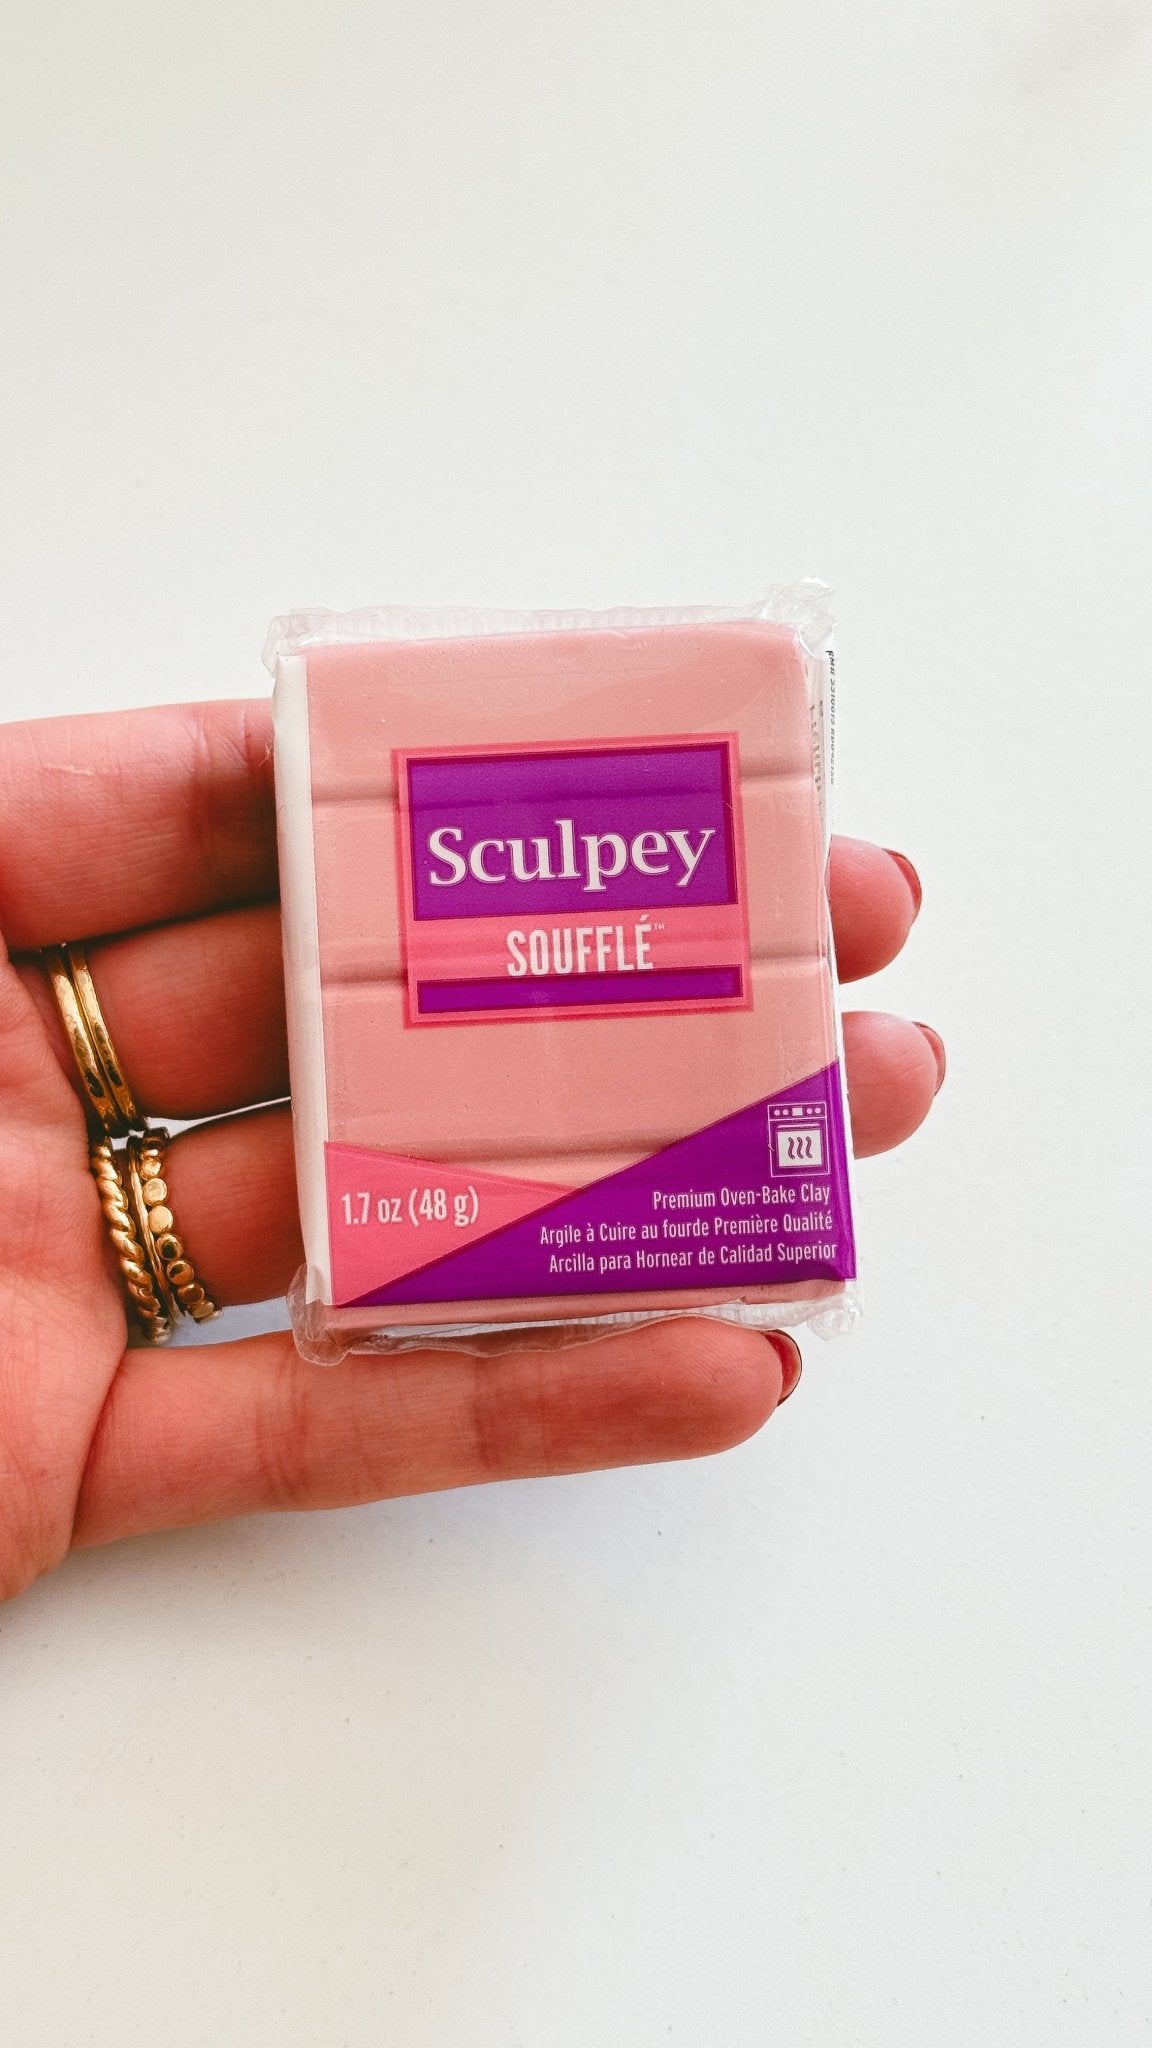 Sculpey
SOUFFLÉ™
1.7 oz (48 g)
Premium Oven-Bake Clay
Argile à Cuire au fourde Première Qualité
Arcilla para Hornear de Calidad Superior